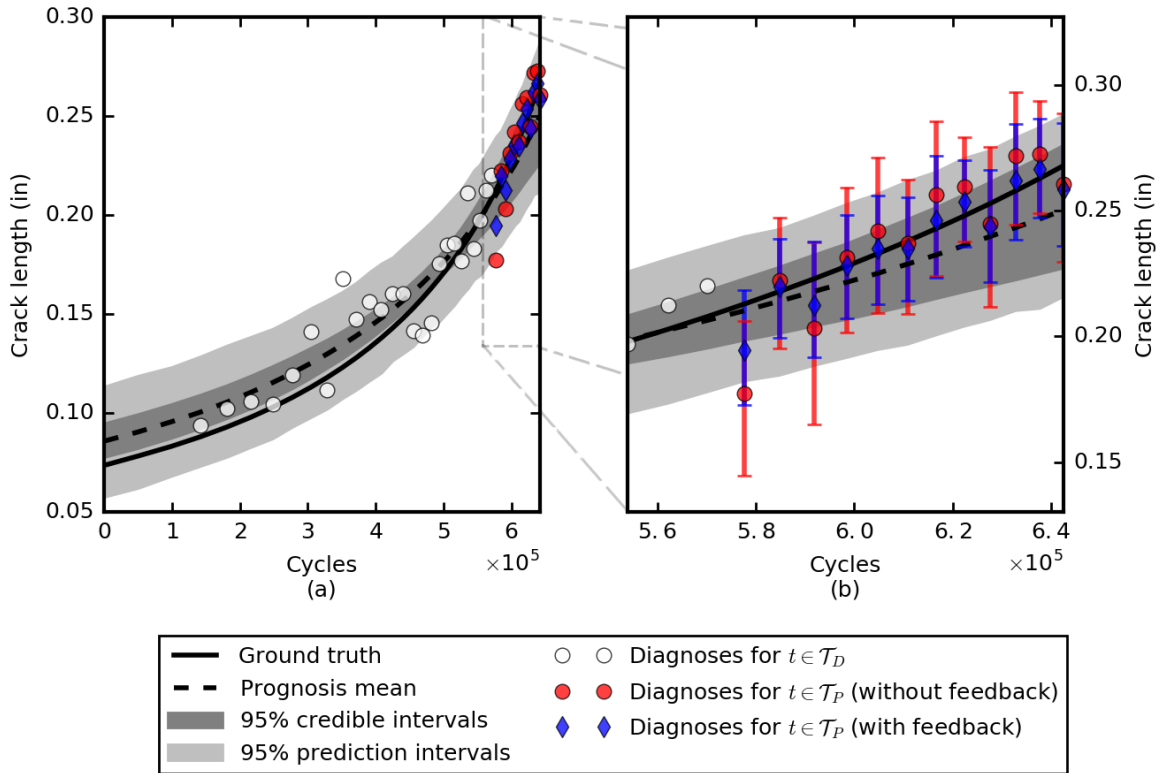 0.30
0.25
0.20
0.15
0.10
0.05
Crack length (in)
0 1 2 3 4 5 6
Cycles
×10⁵
(a)
0.30
0.25
0.20
0.15
Crack length (in)
5.6 5.8 6.0 6.2 6.4
Cycles
×10⁵
(b)
Ground truth
Prognosis mean
95% credible intervals
95% prediction intervals
Diagnoses for t ∈ 𝒯_D
Diagnoses for t ∈ 𝒯_P (without feedback)
Diagnoses for t ∈ 𝒯_P (with feedback)